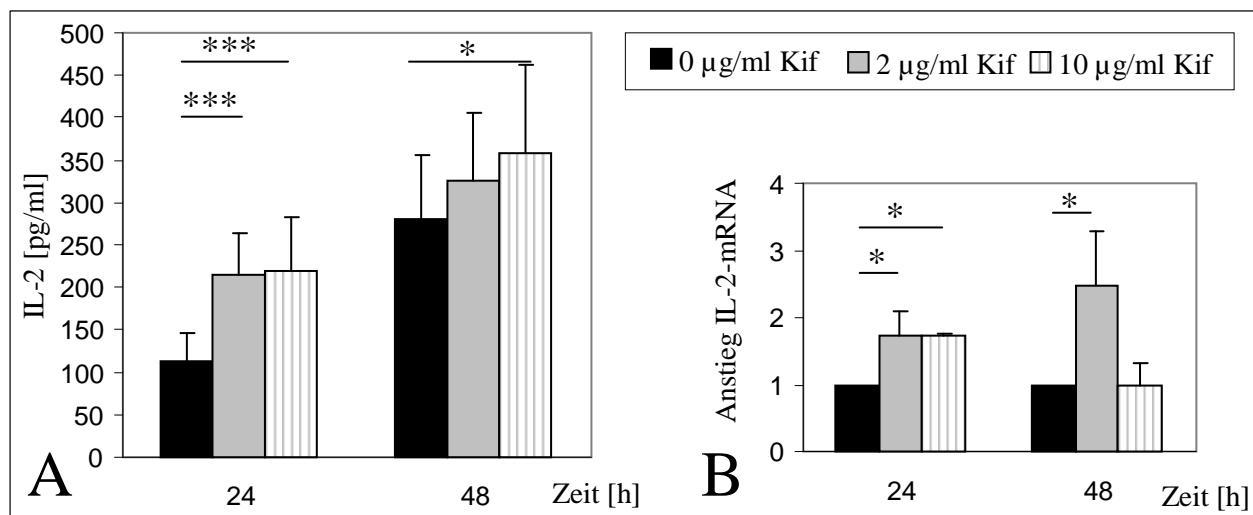 500
450
400
350
300
250
200
150
100
50
0
IL-2 [pg/ml]
***
***
*
24
48
Zeit [h]
A
0 µg/ml Kif
2 µg/ml Kif
10 µg/ml Kif
4
3
2
1
0
Anstieg IL-2-mRNA
*
*
*
24
48
Zeit [h]
B